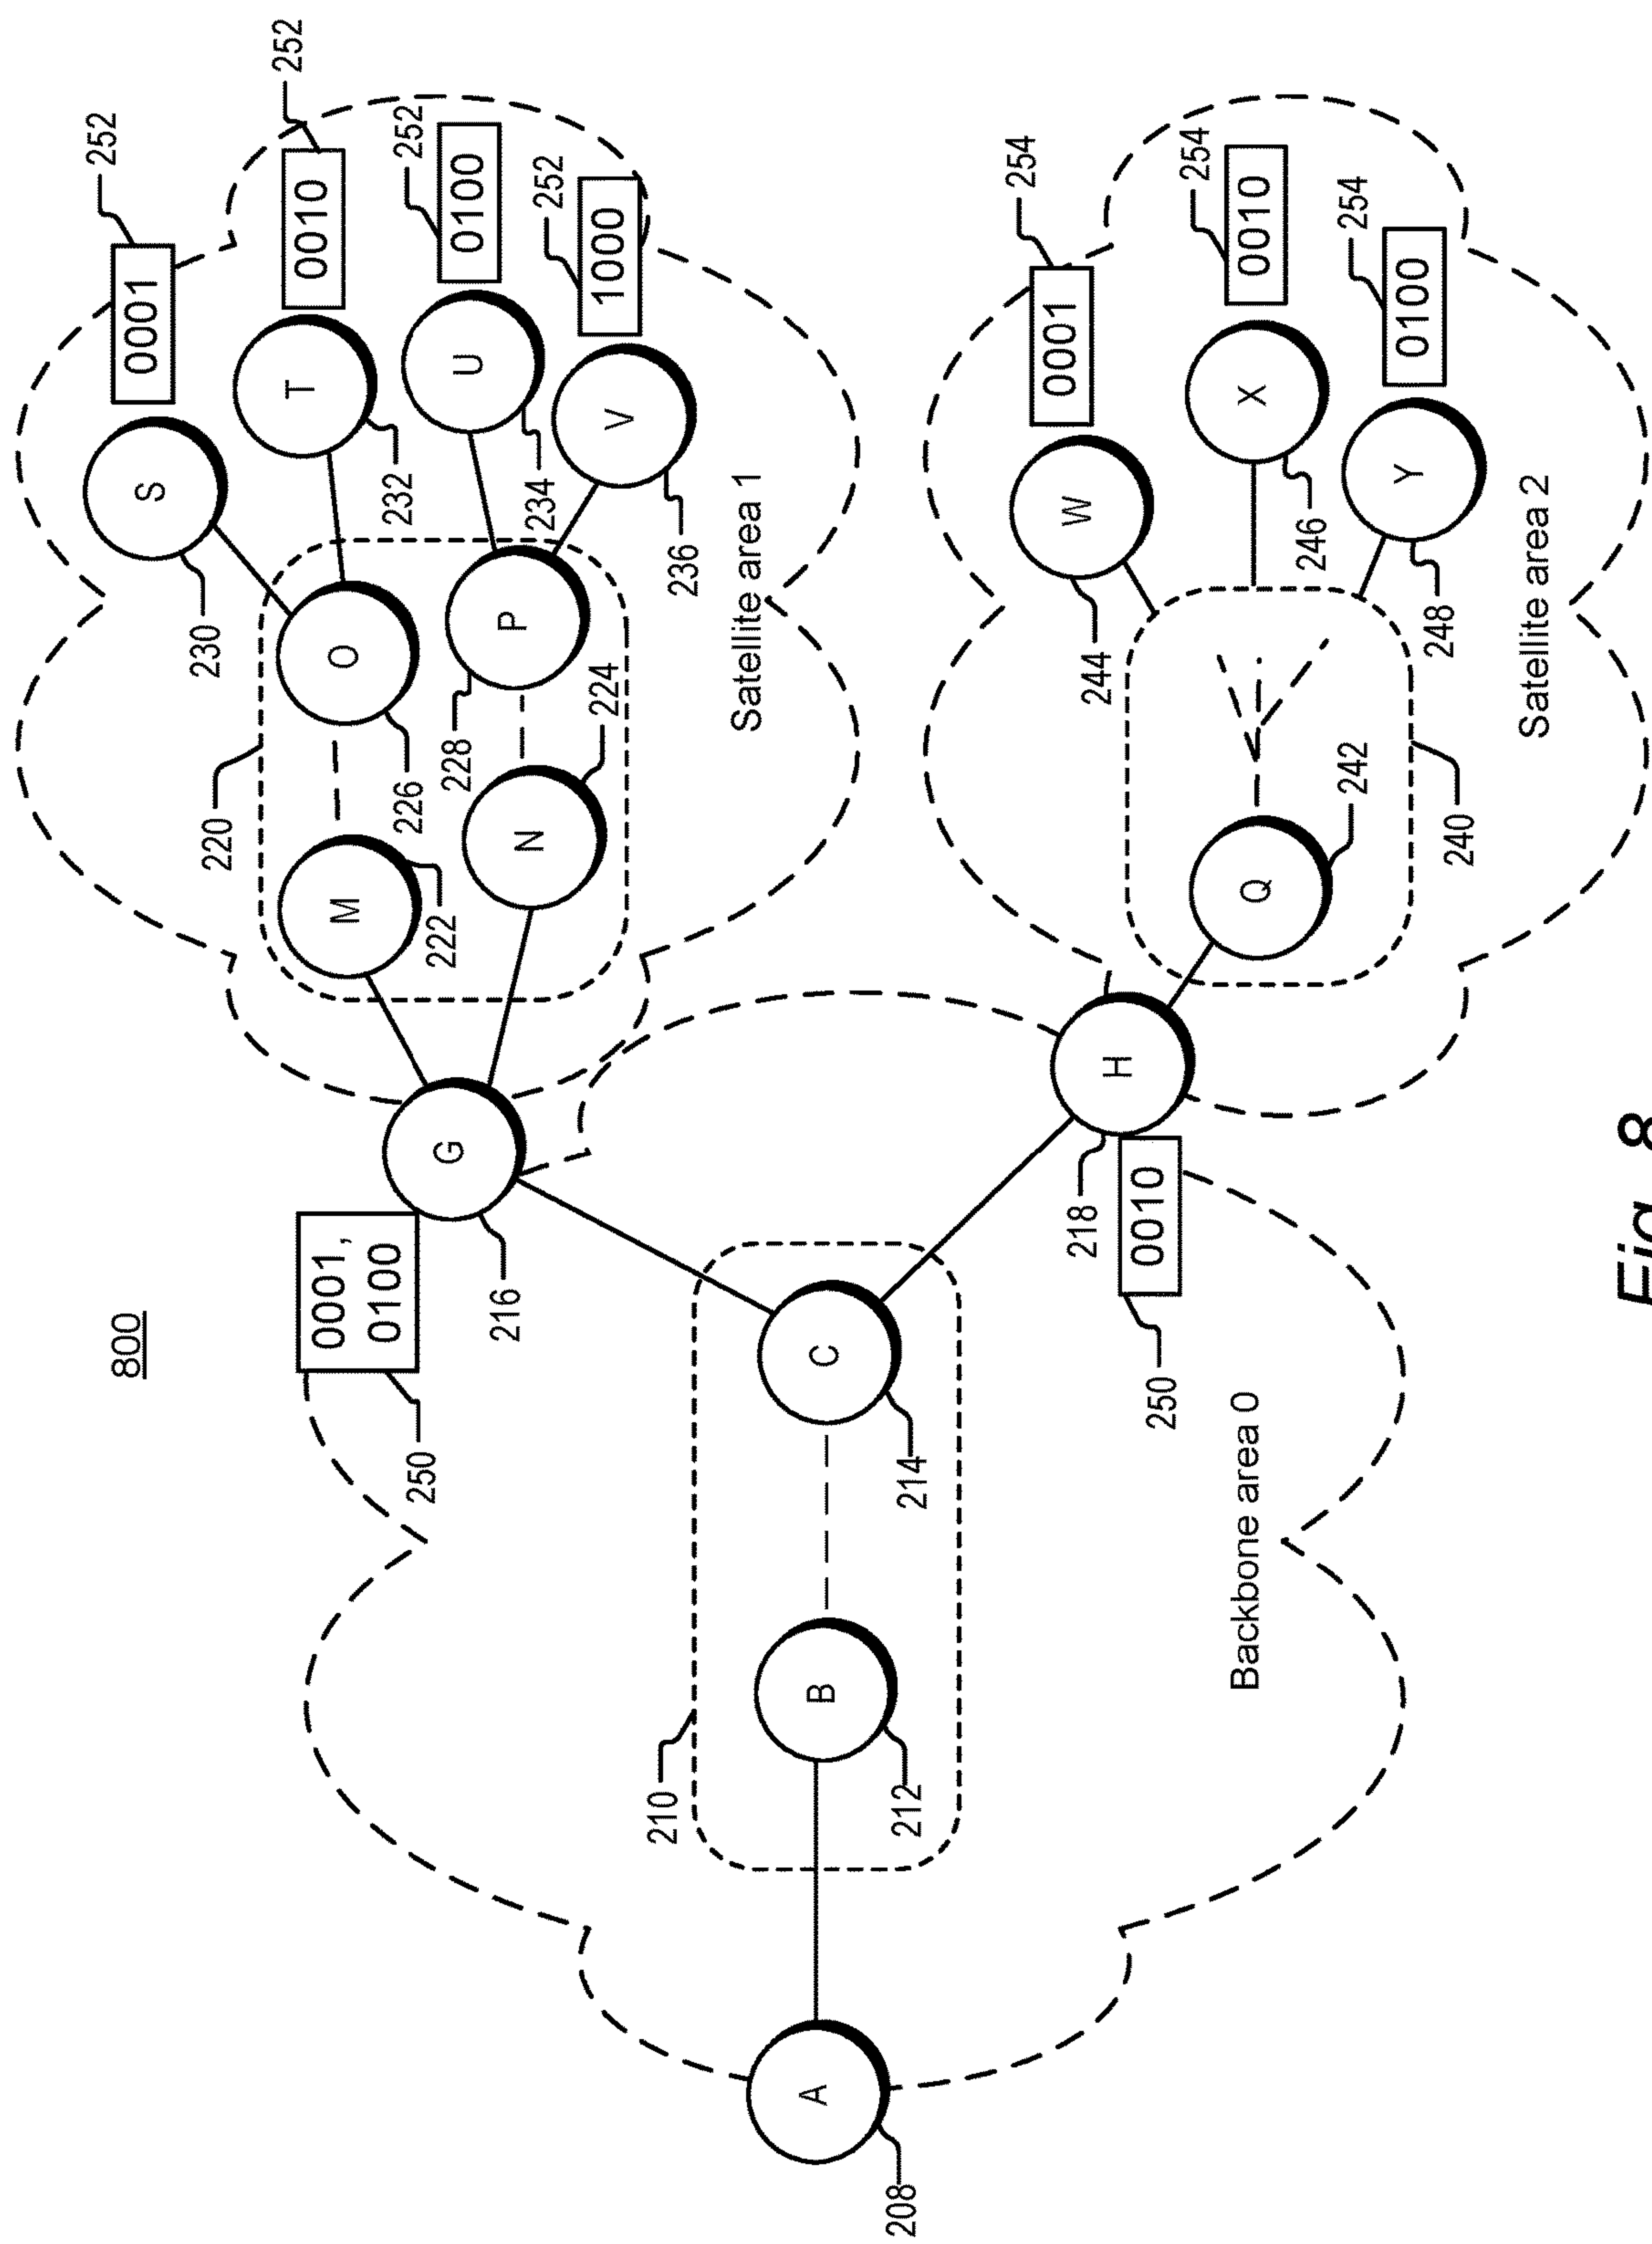 800
252
0001
S
230
252
0010
T
232
252
0100
U
234
252
1000
V
236
220
O
226
P
228
M
222
N
224
Satellite area 1
G
216
0001,
0100
250
254
0001
W
244
254
0010
X
246
254
0100
Y
248
Q
242
240
Satellite area 2
H
218
0010
250
210
C
214
B
212
Backbone area 0
A
208
Fig. 8